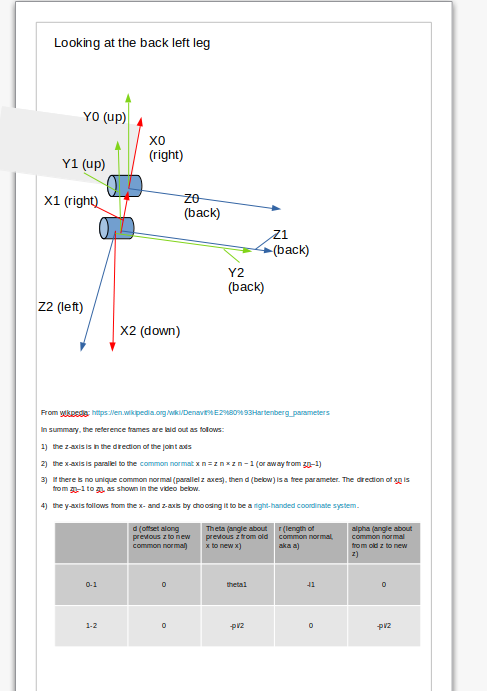 Looking at the back left leg
Y0 (up)
X0
(right)
Y1 (up)
X1 (right)
Z0
(back)
Z1
(back)
Y2
(back)
Z2 (left)
X2 (down)
From wikpedia: https://en.wikipedia.org/wiki/Denavit%E2%80%93Hartenberg_parameters
In summary, the reference frames are laid out as follows:
1) the z-axis is in the direction of the joint axis
2) the x-axis is parallel to the common normal: x n = z n × z n − 1 (or away from zn–1)
3) If there is no unique common normal (parallel z axes), then d (below) is a free parameter. The direction of xn is
from zn–1 to zn, as shown in the video below.
4) the y-axis follows from the x- and z-axis by choosing it to be a right-handed coordinate system.
d (offset along
previous z to new
common normal)
Theta (angle about
previous z from old
x to new x)
r (length of
common normal,
aka a)
alpha (angle about
common normal
from old z to new
z)
0-1 0 theta1 -l1 0
1-2 0 -pi/2 0 -pi/2